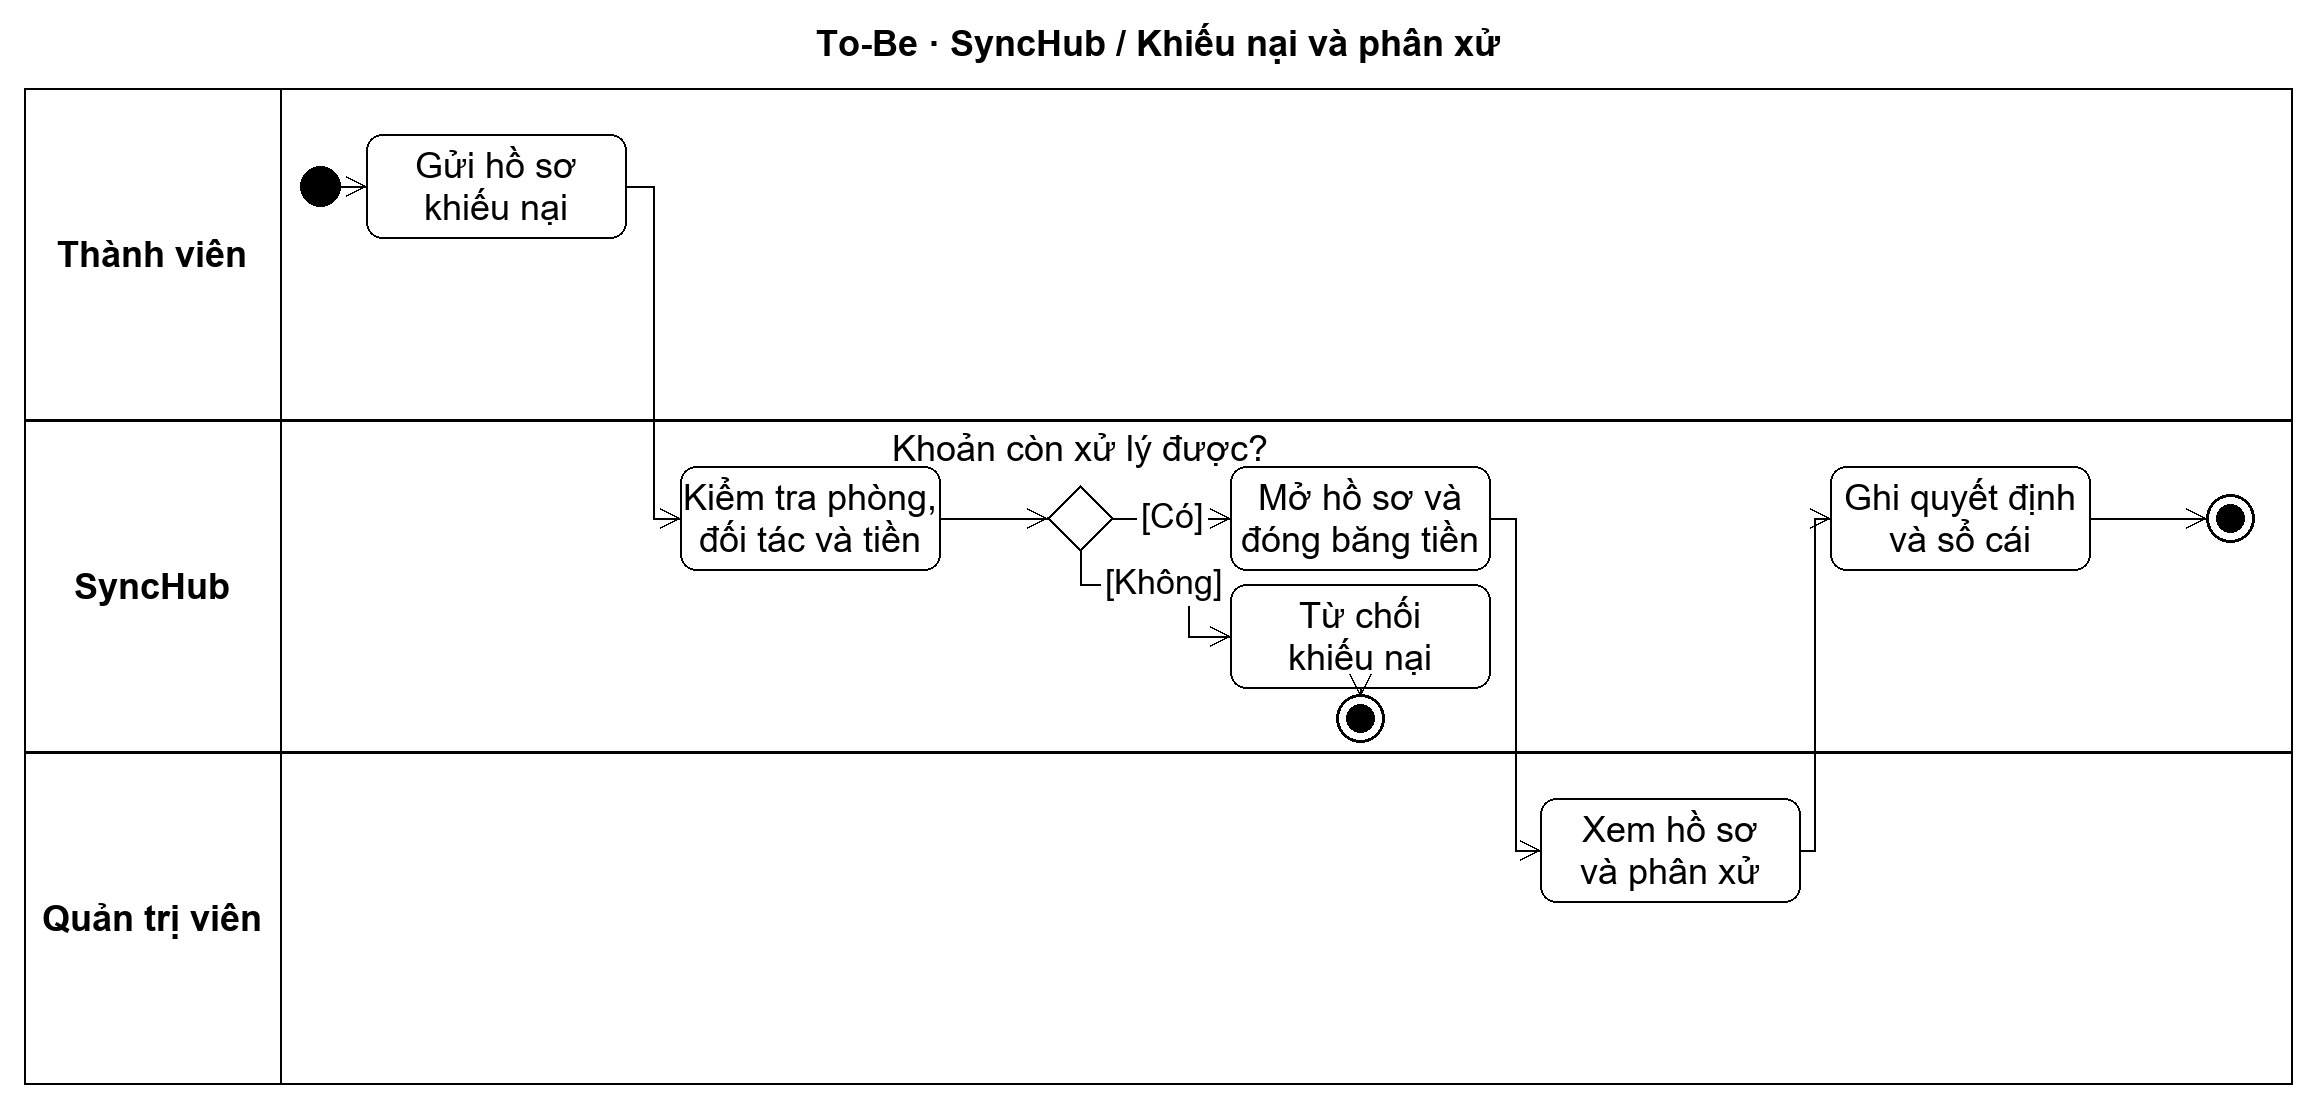 To-Be · SyncHub / Khiếu nại và phân xử
Thành viên
Gửi hồ sơ
khiếu nại
SyncHub
Khoản còn xử lý được?
Kiểm tra phòng,
đối tác và tiền
[Có]
Mở hồ sơ và
đóng băng tiền
[Không]
Từ chối
khiếu nại
Ghi quyết định
và sổ cái
Quản trị viên
Xem hồ sơ
và phân xử